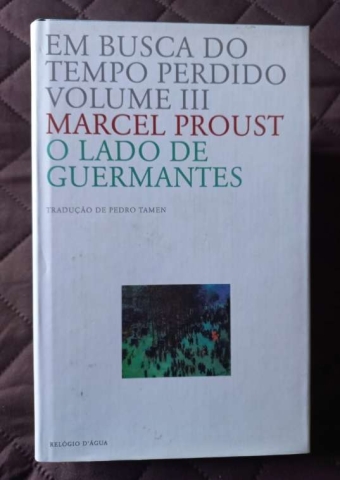 EM BUSCA DO
TEMPO PERDIDO
VOLUME III
MARCEL PROUST
O LADO DE
GUERMANTES
TRADUÇÃO DE PEDRO TAMEN
RELÓGIO D'ÁGUA